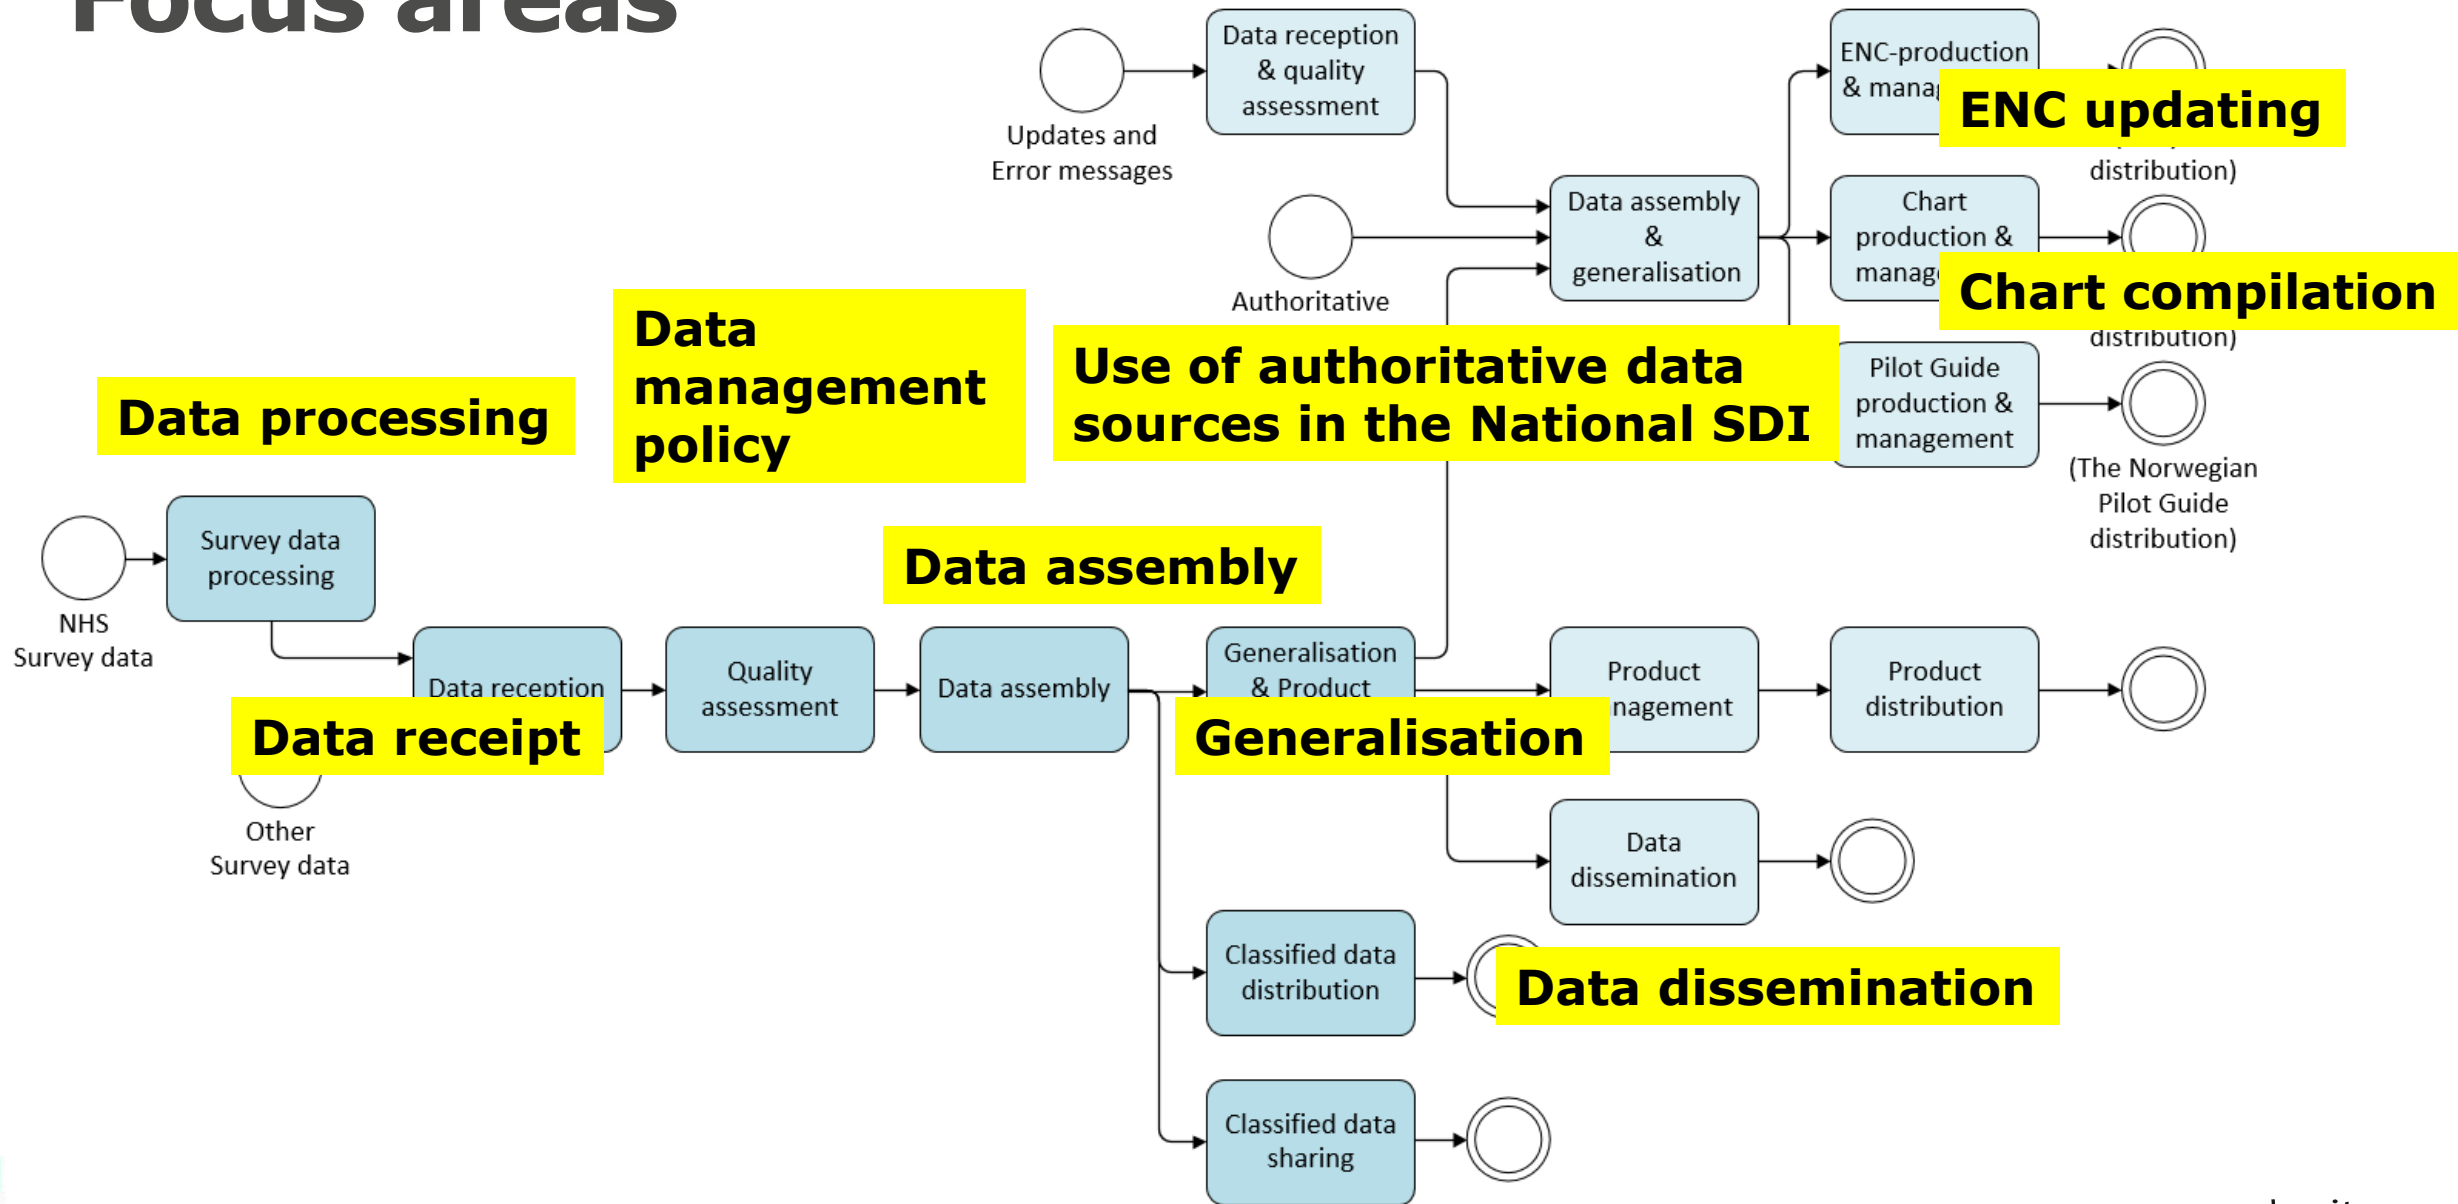 Focus areas
Data reception
& quality
assessment
Updates and
Error messages
ENC-production
ENC updating
distribution)
Authoritative
Data assembly
&
generalisation
Chart
production &
Chart compilation
distribution)
Data
management
policy
Use of authoritative data
sources in the National SDI
Pilot Guide
production &
management
(The Norwegian
Pilot Guide
distribution)
Data processing
NHS
Survey data
Survey data
processing
Data assembly
Data reception
Data receipt
Other
Survey data
Quality
assessment
Data assembly
Generalisation
& Product
Generalisation
Product
Product
distribution
Data
dissemination
Classified data
distribution
Data dissemination
Classified data
sharing